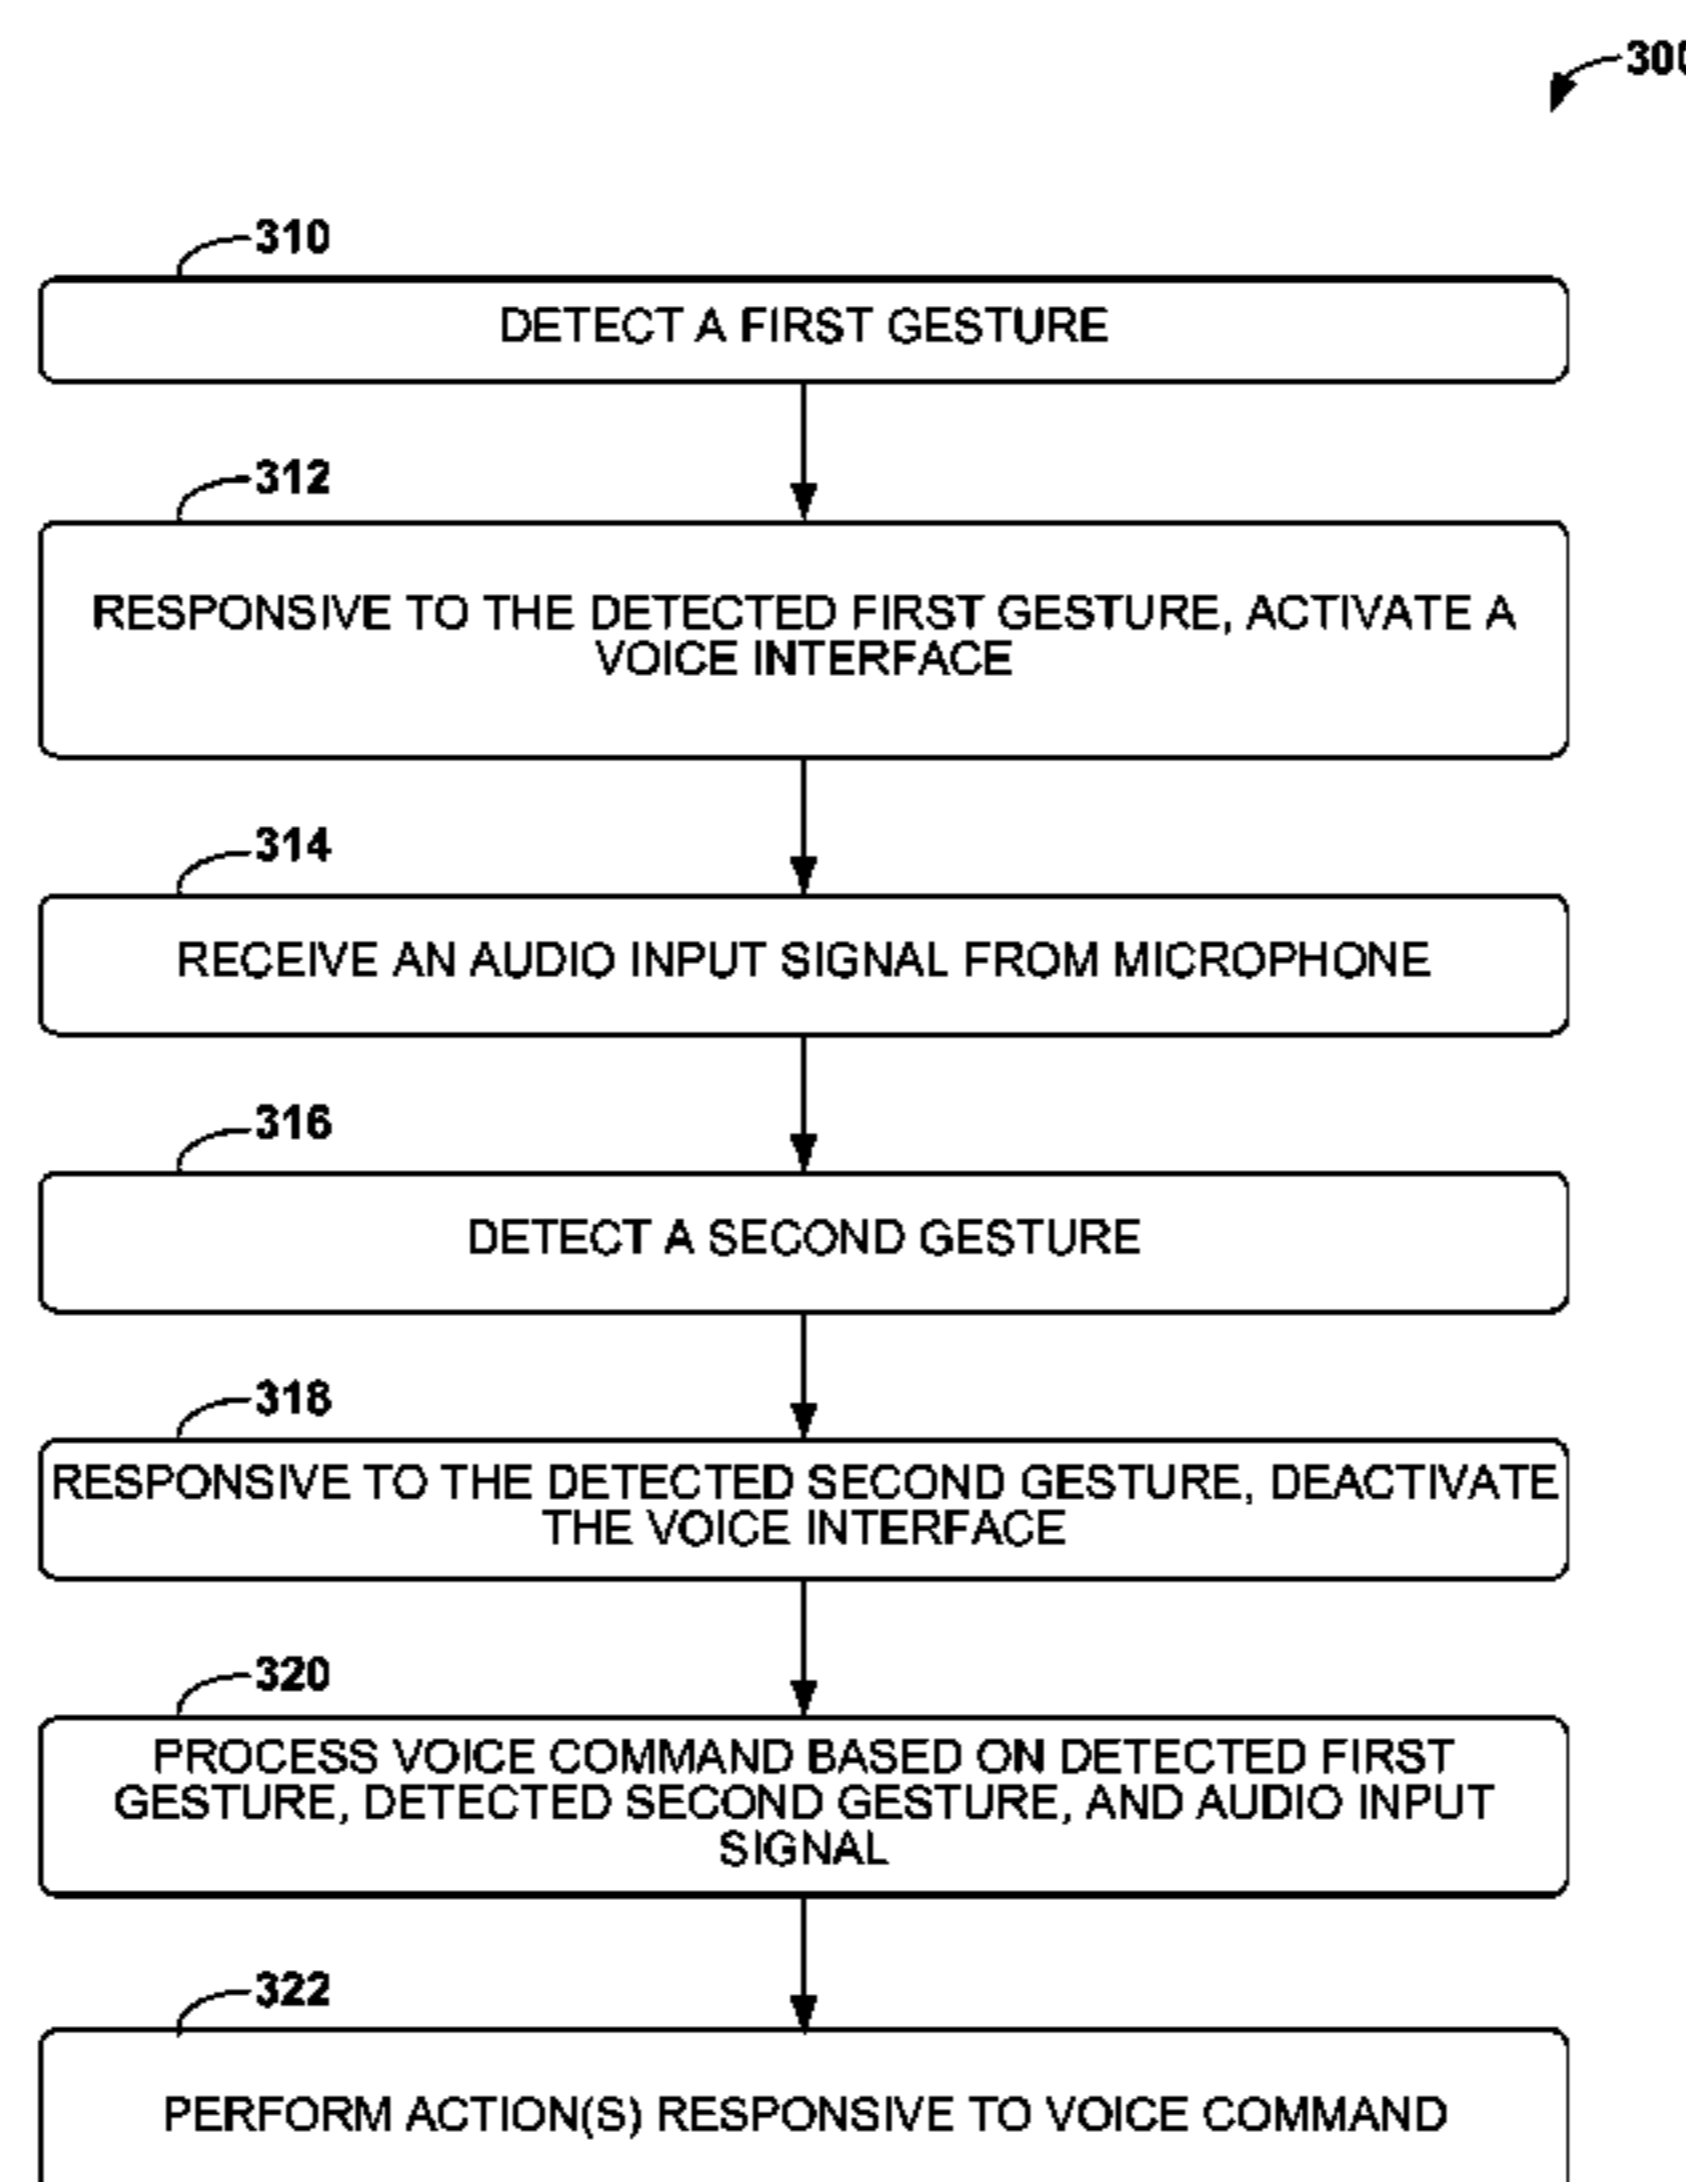 300
310
DETECT A FIRST GESTURE
312
RESPONSIVE TO THE DETECTED FIRST GESTURE, ACTIVATE A
VOICE INTERFACE
314
RECEIVE AN AUDIO INPUT SIGNAL FROM MICROPHONE
316
DETECT A SECOND GESTURE
318
RESPONSIVE TO THE DETECTED SECOND GESTURE, DEACTIVATE
THE VOICE INTERFACE
320
PROCESS VOICE COMMAND BASED ON DETECTED FIRST
GESTURE, DETECTED SECOND GESTURE, AND AUDIO INPUT
SIGNAL
322
PERFORM ACTION(S) RESPONSIVE TO VOICE COMMAND